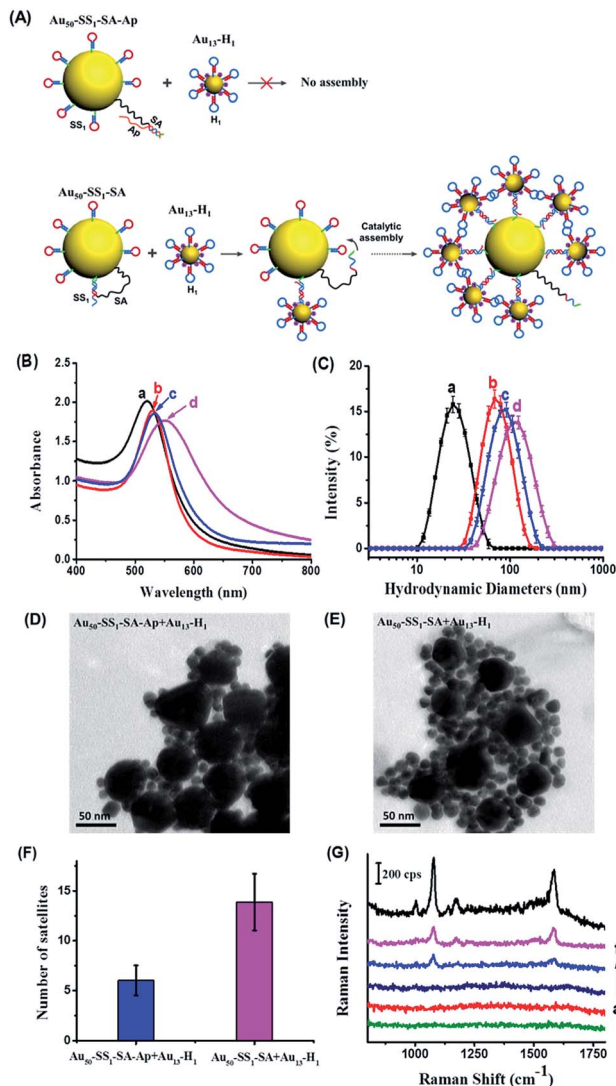 (A)
Au₅₀-SS₁-SA-Ap
Au₁₃-H₁
+
No assembly
SS₁
Ap
SA
H₁
Au₅₀-SS₁-SA
Au₁₃-H₁
+
Catalytic
assembly
SS₁
SA
H₁
(B)
Absorbance
2.5
2.0
1.5
1.0
0.5
0.0
a
b
c
d
400 500 600 700 800
Wavelength (nm)
(C)
Intensity (%)
20
15
10
5
0
a
b
c
d
10 100 1000
Hydrodynamic Diameters (nm)
(D)
Au₅₀-SS₁-SA-Ap+Au₁₃-H₁
50 nm
(E)
Au₅₀-SS₁-SA+Au₁₃-H₁
50 nm
(F)
Number of satellites
15
10
5
0
Au₅₀-SS₁-SA-Ap+Au₁₃-H₁ Au₅₀-SS₁-SA+Au₁₃-H₁
(G)
200 cps
Raman Intensity
1000 1250 1500 1750
Raman Shift (cm⁻¹)